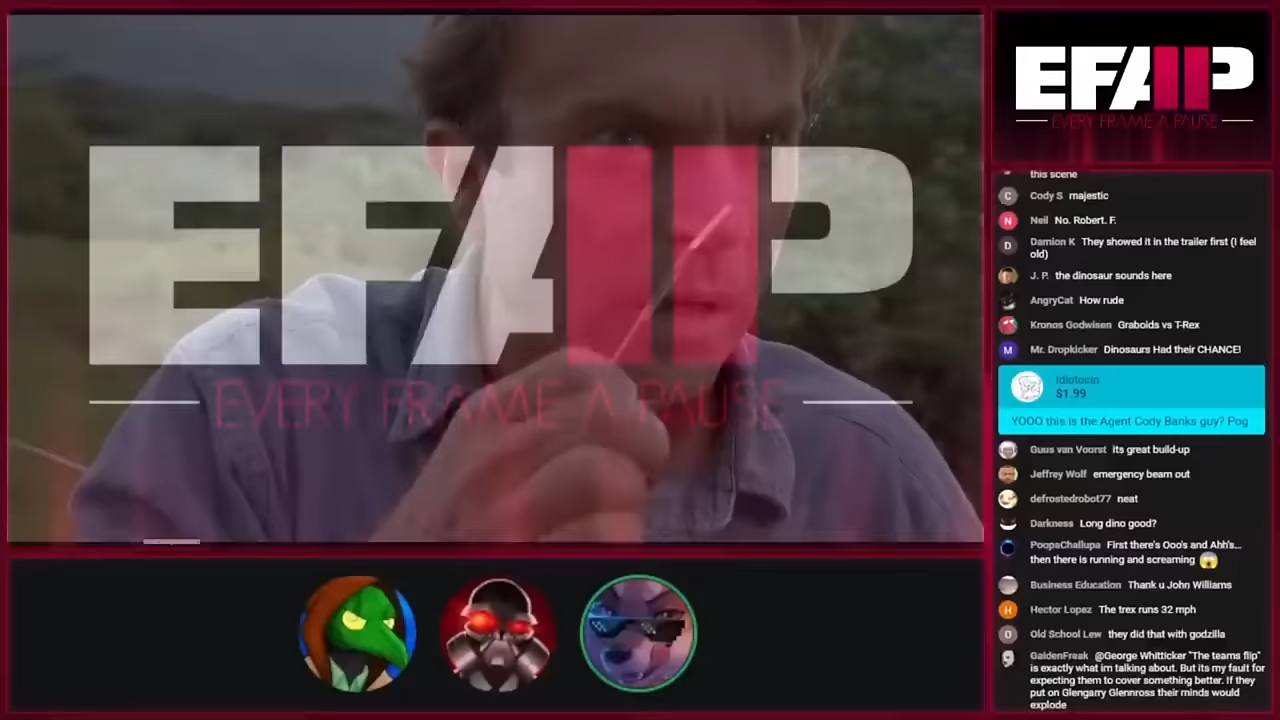 EFAP
EVERY FRAME A PAUSE
EFAP
EVERY FRAME A PAUSE
this scene
C Cody S majestic
N Neil No. Robert. F.
D Damion K They showed it in the trailer first (I feel
old)
J. P. the dinosaur sounds here
AngryCat How rude
Kronos Godwisen Graboids vs T-Rex
M Mr. Dropkicker Dinosaurs Had their CHANCE!
Idiotocin
$1.99
YOOO this is the Agent Cody Banks guy? Pog
Guus van Voorst its great build-up
Jeffrey Wolf emergency beam out
defrostedrobot77 neat
Darkness Long dino good?
PoopaChallupa First there's Ooo's and Ahh's...
then there is running and screaming 😱
Business Education Thank u John Williams
H Hector Lopez The trex runs 32 mph
O Old School Lew they did that with godzilla
GaidenFreak @George Whitticker "The teams flip"
is exactly what im talking about. But its my fault for
expecting them to cover something better. If they
put on Glengarry Glennross their minds would
explode